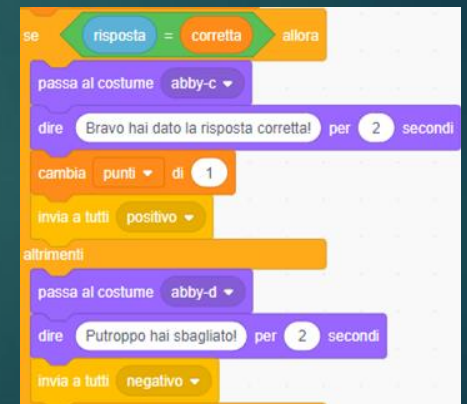 se risposta = corretta allora
passa al costume abby-c
dire Bravo hai dato la risposta corretta! per 2 secondi
cambia punti di 1
invia a tutti positivo
altrimenti
passa al costume abby-d
dire Putroppo hai sbagliato! per 2 secondi
invia a tutti negativo